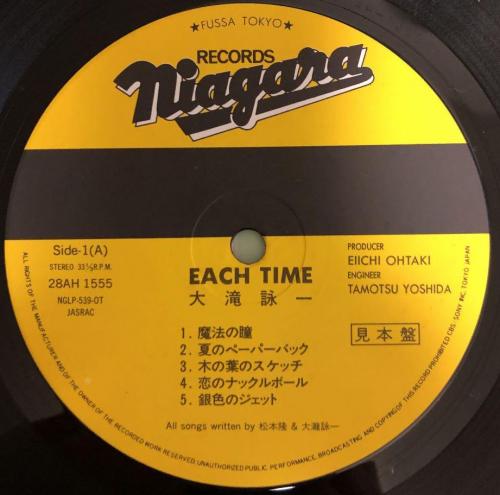 ★FUSSA TOKYO★
RECORDS
Niagara
Side-1(A)
STEREO 33⅓R.P.M.
28AH 1555
NGLP-539-OT
JASRAC
EACH TIME
大滝詠一
PRODUCER
EIICHI OHTAKI
ENGINEER
TAMOTSU YOSHIDA
見本盤
1. 魔法の瞳
2. 夏のペーパーバック
3. 木の葉のスケッチ
4. 恋のナックルボール
5. 銀色のジェット
All songs written by 松本隆 & 大瀧詠一
ALL RIGHTS OF THE MANUFACTURER AND OF THE OWNER OF THE RECORDED WORK RESERVED. UNAUTHORIZED PUBLIC PERFORMANCE, BROADCASTING AND COPYING OF THIS RECORD PROHIBITED. CBS/SONY INC. TOKYO JAPAN